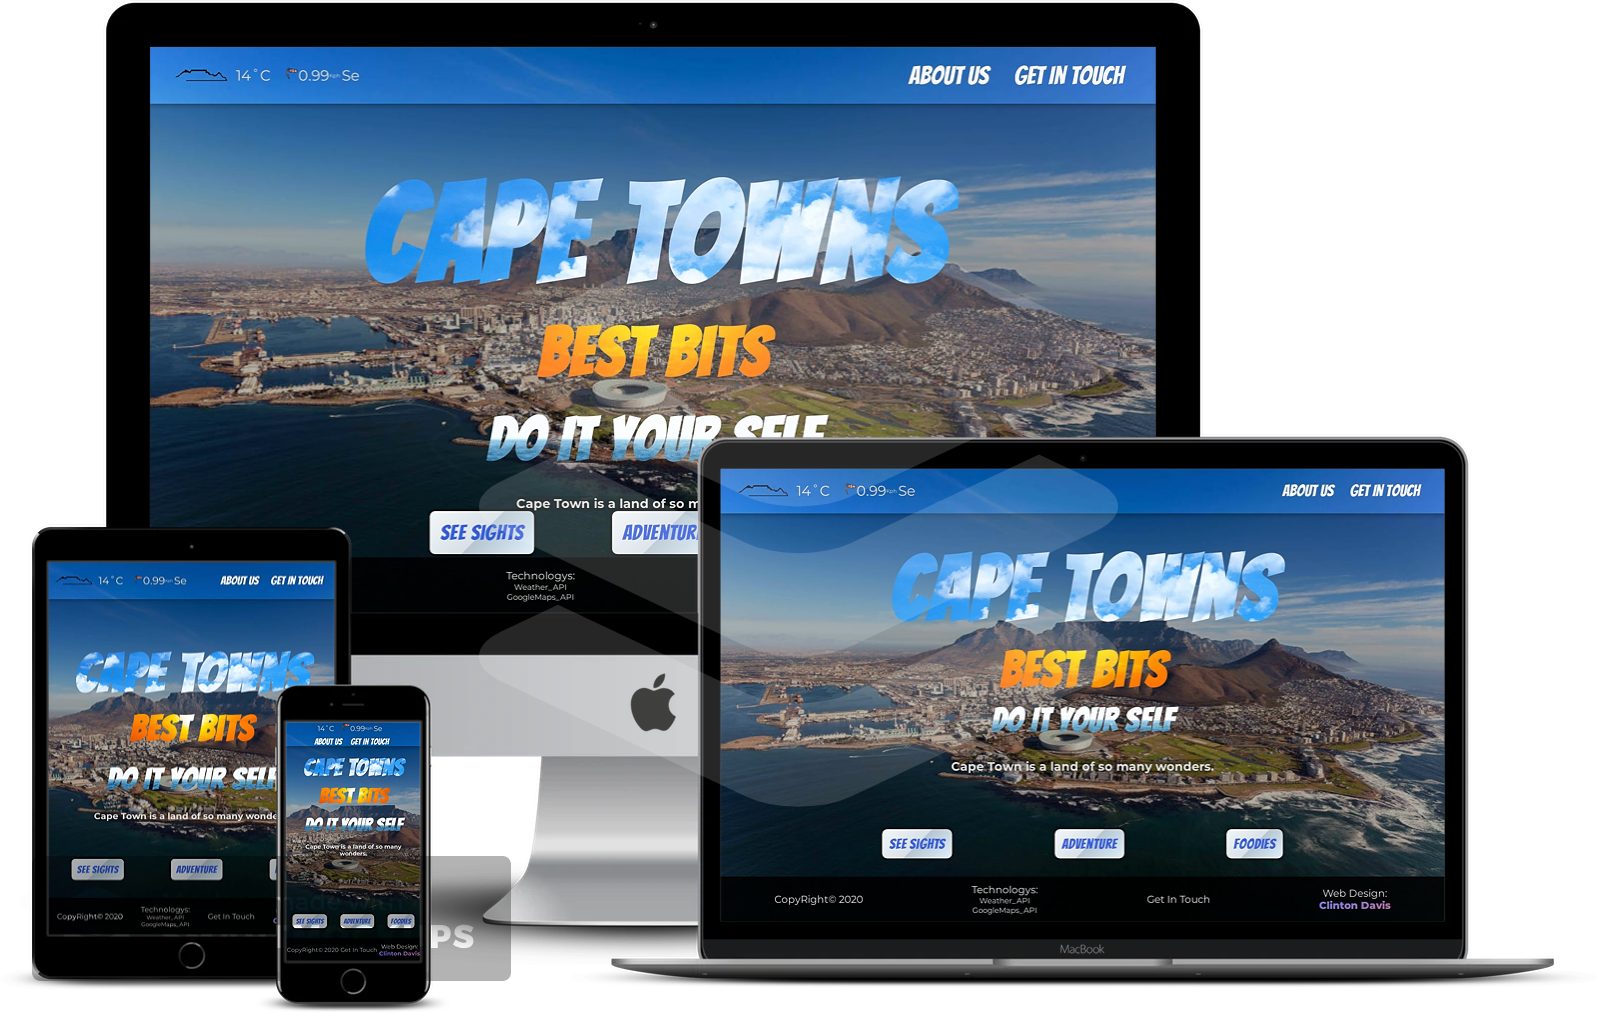 14°C 0.99kph Se ABOUT US GET IN TOUCH
CAPE TOWNS
BEST BITS
DO IT YOUR SELF
Cape Town is a land of so m
SEE SIGHTS ADVENTUR
Technologys:
Weather_API
GoogleMaps_API
14°C 0.99kph Se ABOUT US GET IN TOUCH
CAPE TOWNS
BEST BITS
DO IT YOUR SELF
Cape Town is a land of so many wonders.
SEE SIGHTS ADVENTURE FOODIES
CopyRight© 2020
Technologys:
Weather_API
GoogleMaps_API
Get In Touch
Web Design:
Clinton Davis
MacBook
14°C 0.99kph Se ABOUT US GET IN TOUCH
CAPE TOWNS
BEST BITS
DO IT YOUR SELF
Cape Town is a land of so many wonde
SEE SIGHTS ADVENTURE
CopyRight© 2020
Technologys:
Weather_API
GoogleMaps_API
Get In Touch
14°C 0.99kph Se
ABOUT US GET IN TOUCH
CAPE TOWNS
BEST BITS
DO IT YOUR SELF
Cape Town is a land of so many
wonders.
SEE SIGHTS ADVENTURE FOODIES
CopyRight© 2020 Get In Touch
Web Design:
Clinton Davis
PS